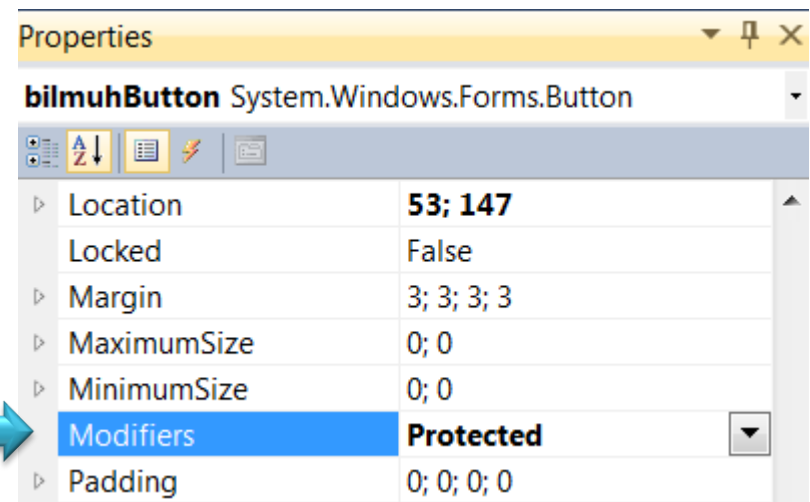 Properties
bilmuhButton System.Windows.Forms.Button
A
Z
Location 53; 147
Locked False
Margin 3; 3; 3; 3
MaximumSize 0; 0
MinimumSize 0; 0
Modifiers Protected
Padding 0; 0; 0; 0